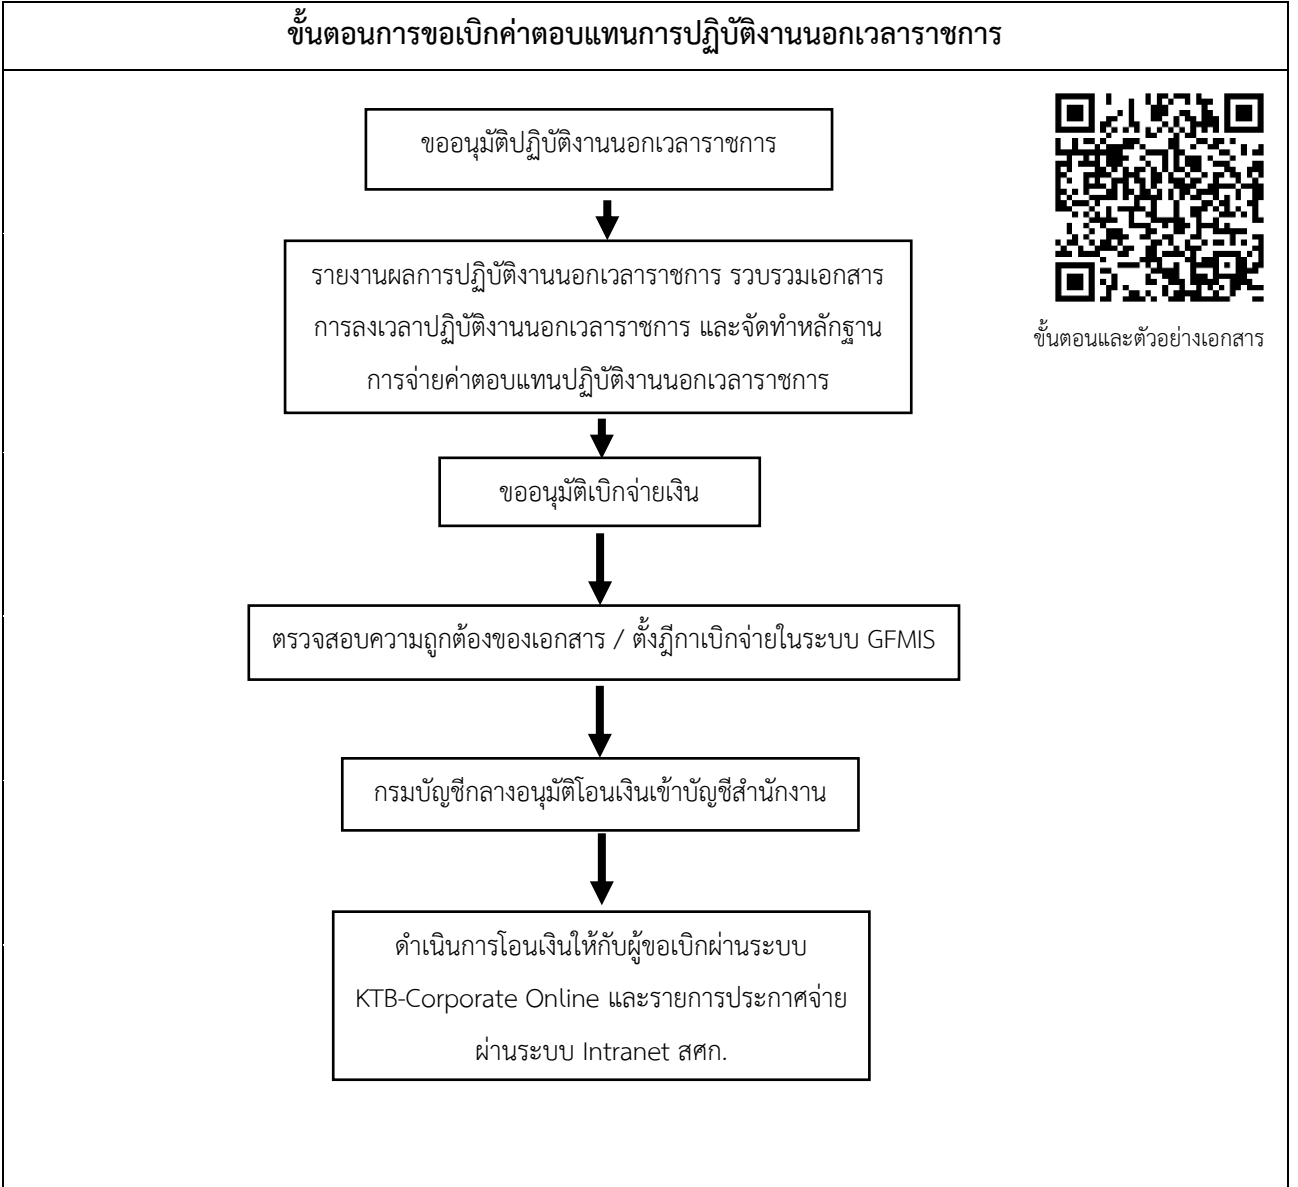 ขั้นตอนการขอเบิกค่าตอบแทนการปฏิบัติงานนอกเวลาราชการ
ขออนุมัติปฏิบัติงานนอกเวลาราชการ
รายงานผลการปฏิบัติงานนอกเวลาราชการ รวบรวมเอกสาร
การลงเวลาปฏิบัติงานนอกเวลาราชการ และจัดทำหลักฐาน
การจ่ายค่าตอบแทนปฏิบัติงานนอกเวลาราชการ
ขั้นตอนและตัวอย่างเอกสาร
ขออนุมัติเบิกจ่ายเงิน
ตรวจสอบความถูกต้องของเอกสาร / ตั้งฎีกาเบิกจ่ายในระบบ GFMIS
กรมบัญชีกลางอนุมัติโอนเงินเข้าบัญชีสำนักงาน
ดำเนินการโอนเงินให้กับผู้ขอเบิกผ่านระบบ
KTB-Corporate Online และรายการประกาศจ่าย
ผ่านระบบ Intranet สศก.